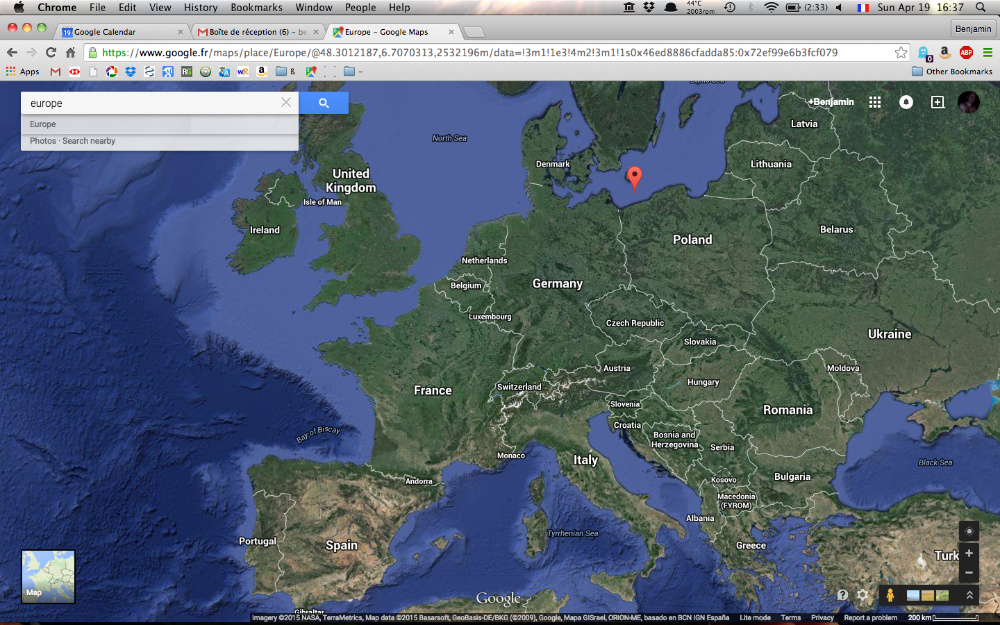 Chrome File Edit View History Bookmarks Window People Help 44°C 2003rpm (2:33) Sun Apr 19 16:37
19 Google Calendar Boîte de réception (6) – Europe – Google Maps Benjamin
https://www.google.fr/maps/place/Europe/@48.3012187,6.7070313,2532196m/data=!3m1!1e3!4m2!3m1!1s0x46ed8886cfadda85:0x72ef99e6b3fcf079 0 ABP
Apps RG wR a ß – Other Bookmarks
europe
+Benjamin
Europe
Photos · Search nearby
Latvia
North Sea
Denmark
Lithuania
United
Kingdom
Isle of Man
Ireland
Belarus
Poland
Netherlands
Belgium
Germany
Luxembourg
Czech Republic
Ukraine
Slovakia
Austria
Moldova
Hungary
Switzerland
France
Slovenia
Romania
Croatia
Bay of Biscay
Bosnia and
Herzegovina
Serbia
Monaco
Italy
Black Sea
Andorra
Kosovo
Bulgaria
Macedonia
(FYROM)
Albania
Tyrrhenian Sea
Portugal
Spain
Greece
Turk
Map
Google
Gibraltar
Imagery ©2015 NASA, TerraMetrics, Map data ©2015 Basarsoft, GeoBasis-DE/BKG (©2009), Google, Mapa GISrael, ORION-ME, basado en BCN IGN España Lite mode Terms Privacy Report a problem 200 km